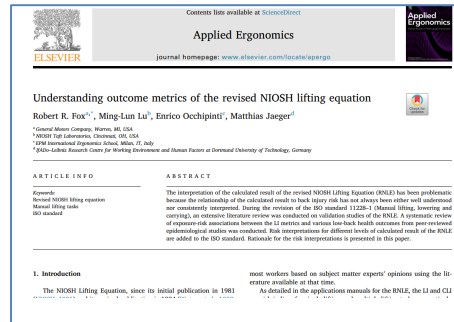 Contents lists available at ScienceDirect
Applied Ergonomics
journal homepage: www.elsevier.com/locate/apergo
ELSEVIER
Applied
Ergonomics
Understanding outcome metrics of the revised NIOSH lifting equation
Robert R. Fox a,*, Ming-Lun Lu b, Enrico Occhipinti c, Matthias Jaeger d
Check for
updates
a General Motors Company, Warren, MI, USA
b NIOSH Taft Laboratories, Cincinnati, OH, USA
c EPM International Ergonomics School, Milan, IT, Italy
d IfADo–Leibniz Research Centre for Working Environment and Human Factors at Dortmund University of Technology, Germany
ARTICLE INFO
Keywords:
Revised NIOSH lifting equation
Manual lifting tasks
ISO standard
ABSTRACT
The interpretation of the calculated result of the revised NIOSH Lifting Equation (RNLE) has been problematic
because the relationship of the calculated result to back injury risk has not always been either well understood
nor consistently interpreted. During the revision of the ISO standard 11228–1 (Manual lifting, lowering and
carrying), an extensive literature review was conducted on validation studies of the RNLE. A systematic review
of exposure-risk associations between the LI metrics and various low-back health outcomes from peer-reviewed
epidemiological studies was conducted. Risk interpretations for different levels of calculated result of the RNLE
are added to the ISO standard. Rationale for the risk interpretations is presented in this paper.
1. Introduction
The NIOSH Lifting Equation, since its initial publication in 1981
most workers based on subject matter experts' opinions using the lit-
erature available at that time.
As detailed in the applications manuals for the RNLE, the LI and CLI